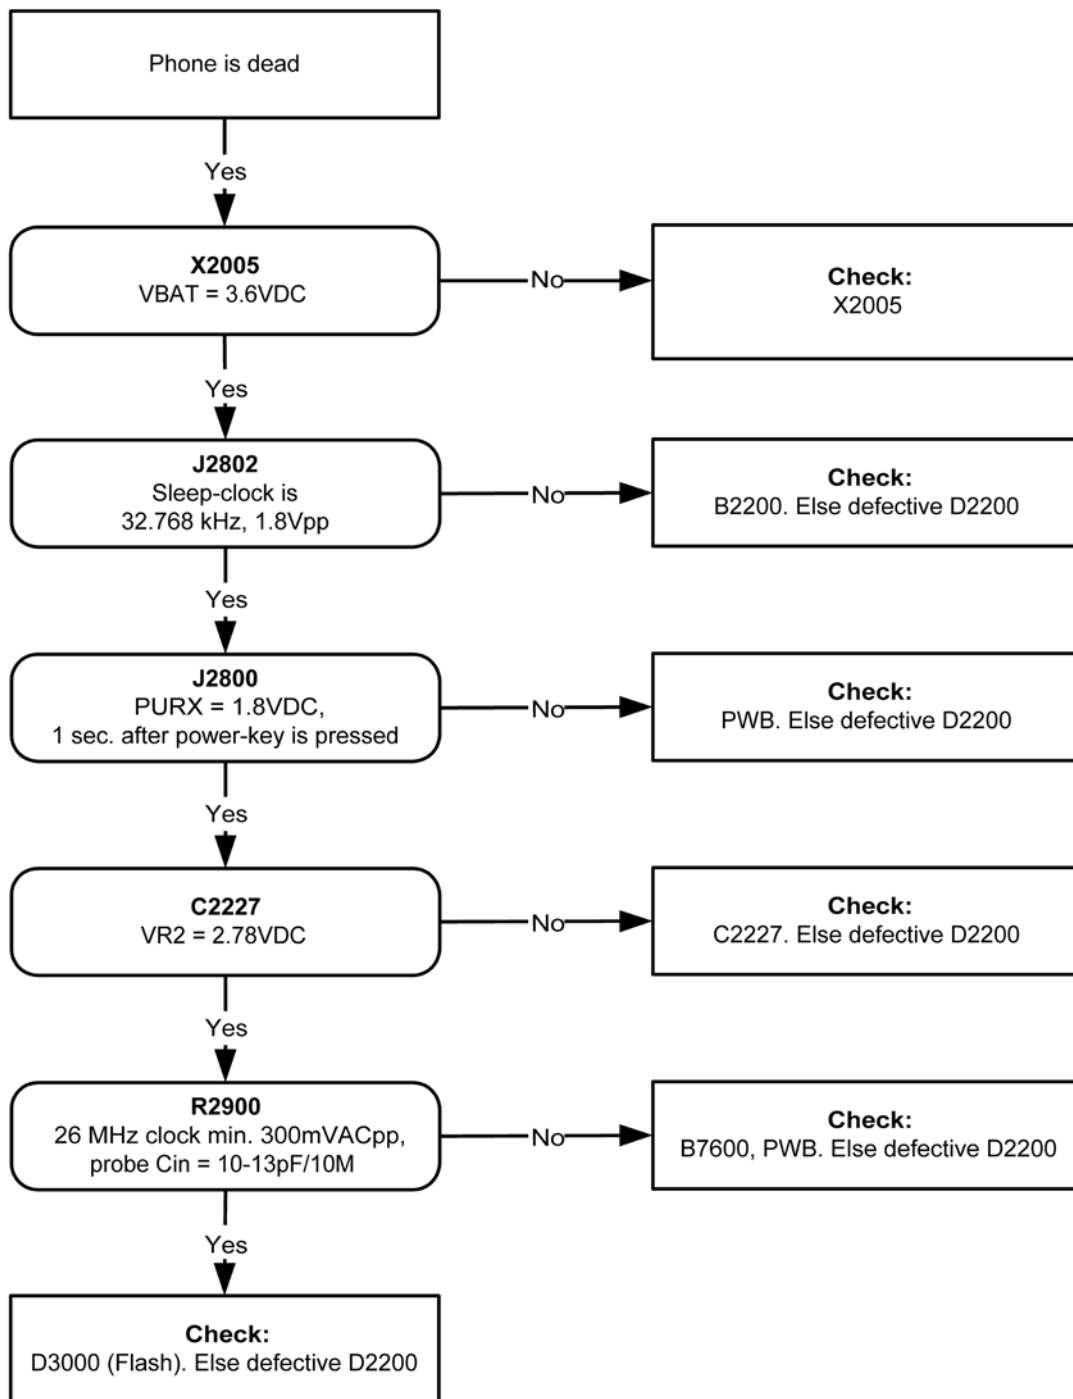 Phone is dead
Yes
X2005
VBAT = 3.6VDC
No
Check:
X2005
Yes
J2802
Sleep-clock is
32.768 kHz, 1.8Vpp
No
Check:
B2200. Else defective D2200
Yes
J2800
PURX = 1.8VDC,
1 sec. after power-key is pressed
No
Check:
PWB. Else defective D2200
Yes
C2227
VR2 = 2.78VDC
No
Check:
C2227. Else defective D2200
Yes
R2900
26 MHz clock min. 300mVACpp,
probe Cin = 10-13pF/10M
No
Check:
B7600, PWB. Else defective D2200
Yes
Check:
D3000 (Flash). Else defective D2200